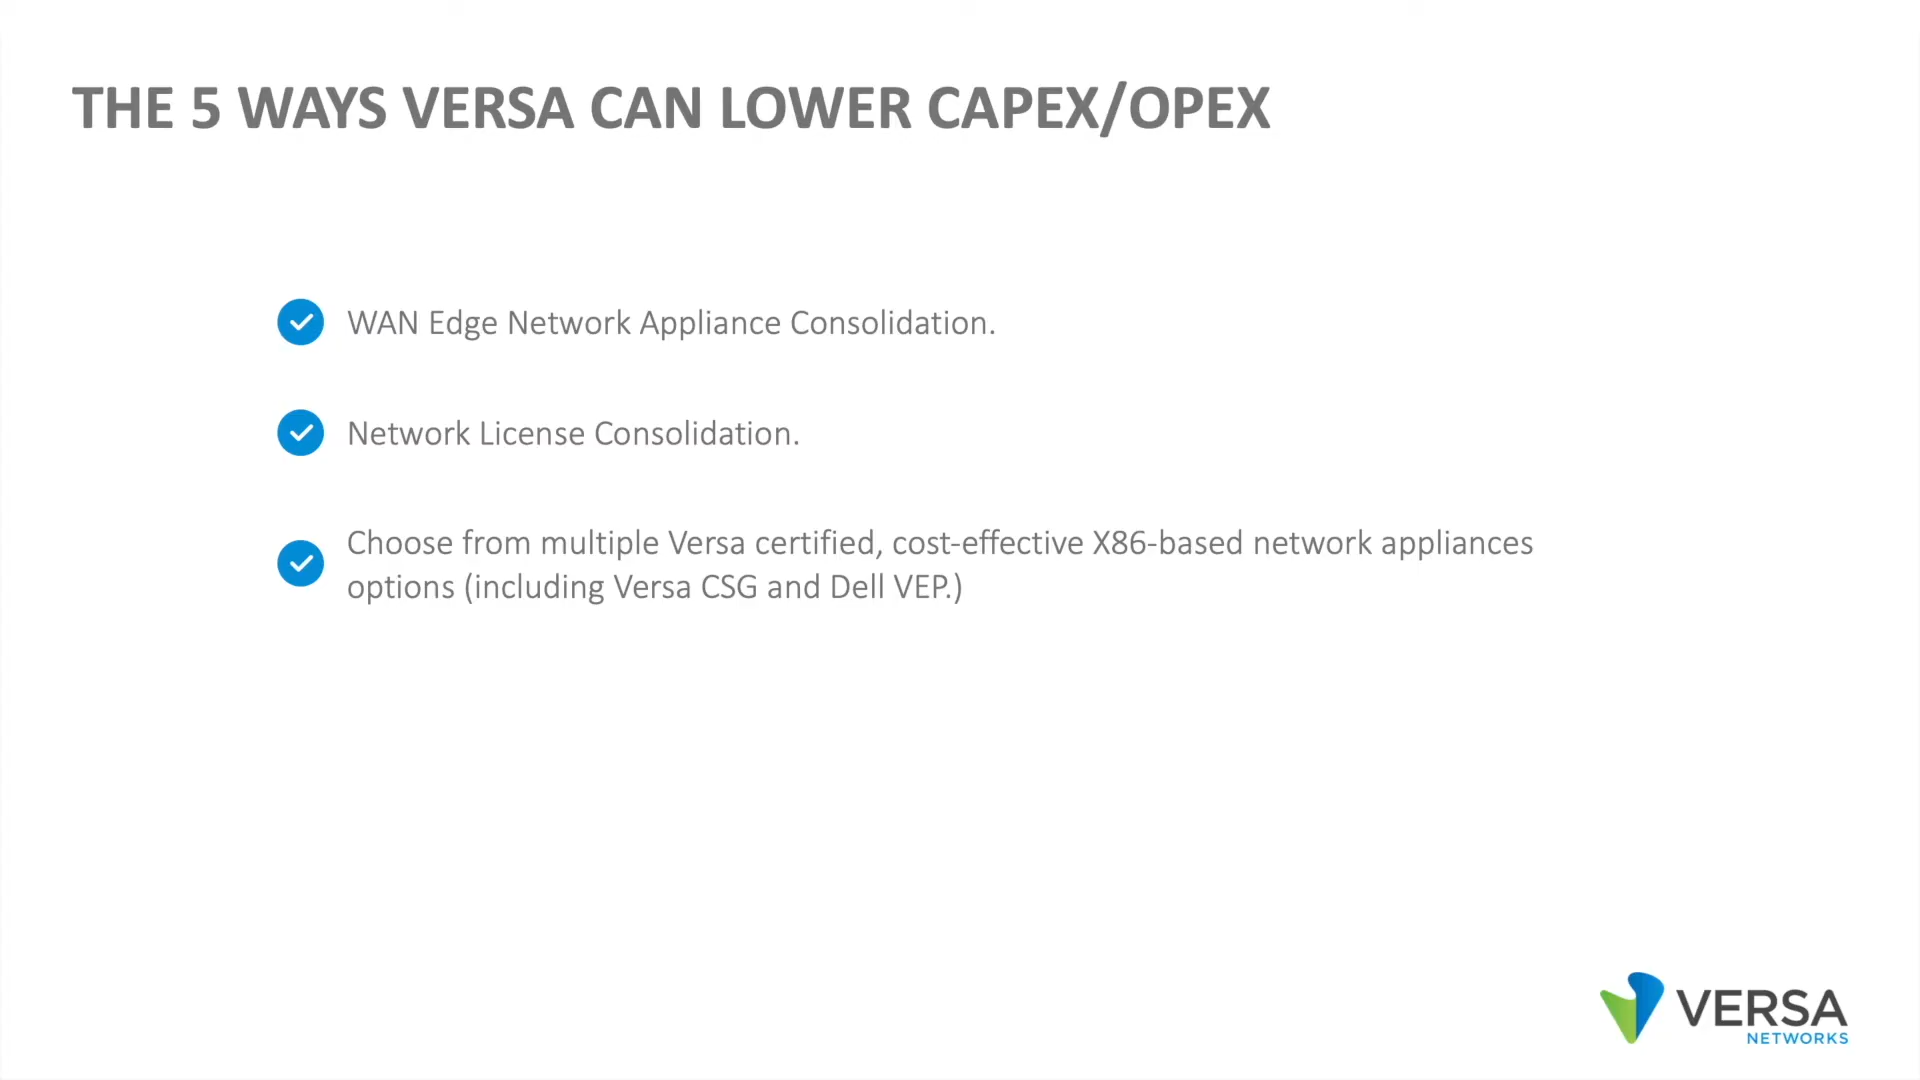 THE 5 WAYS VERSA CAN LOWER CAPEX/OPEX
WAN Edge Network Appliance Consolidation.
Network License Consolidation.
Choose from multiple Versa certified, cost-effective X86-based network appliances
options (including Versa CSG and Dell VEP.)
VERSA
NETWORKS